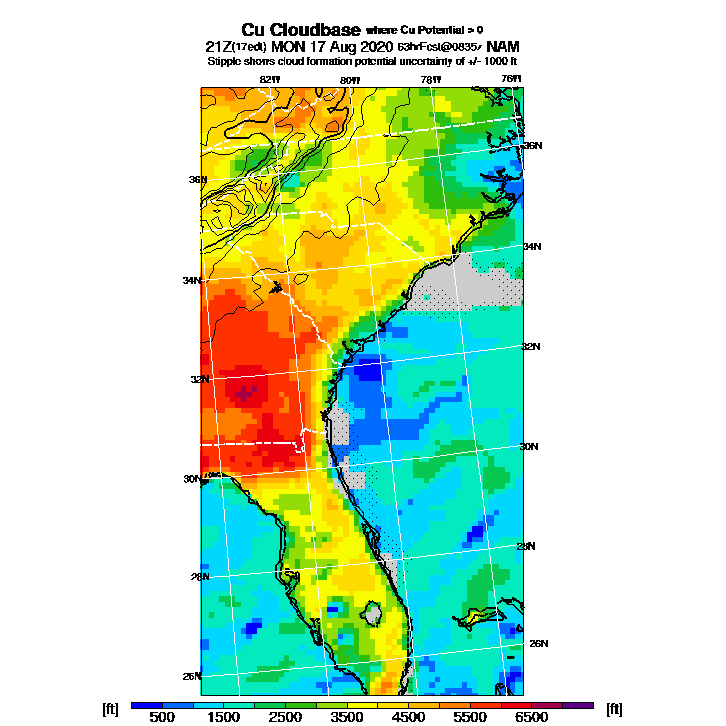 Cu Cloudbase where Cu Potential > 0
21Z(17edt) MON 17 Aug 2020 63hrFcst@0835z NAM
Stipple shows cloud formation potential uncertainty of +/- 1000 ft
82W 80W 78W 76W
36N
36N
34N
34N
32N
32N
30N
30N
28N
28N
26N
26N
[ft] 500 1500 2500 3500 4500 5500 6500 [ft]